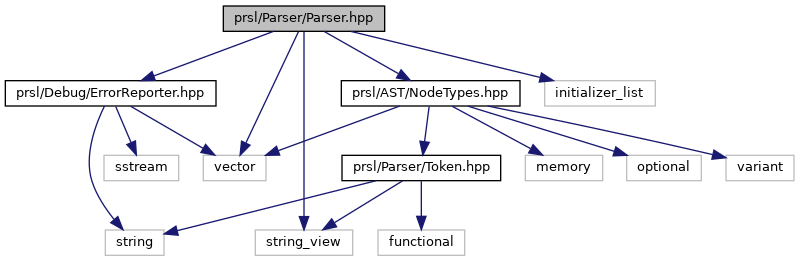 prsl/Parser/Parser.hpp
prsl/Debug/ErrorReporter.hpp
prsl/AST/NodeTypes.hpp
initializer_list
sstream
vector
prsl/Parser/Token.hpp
memory
optional
variant
string
string_view
functional